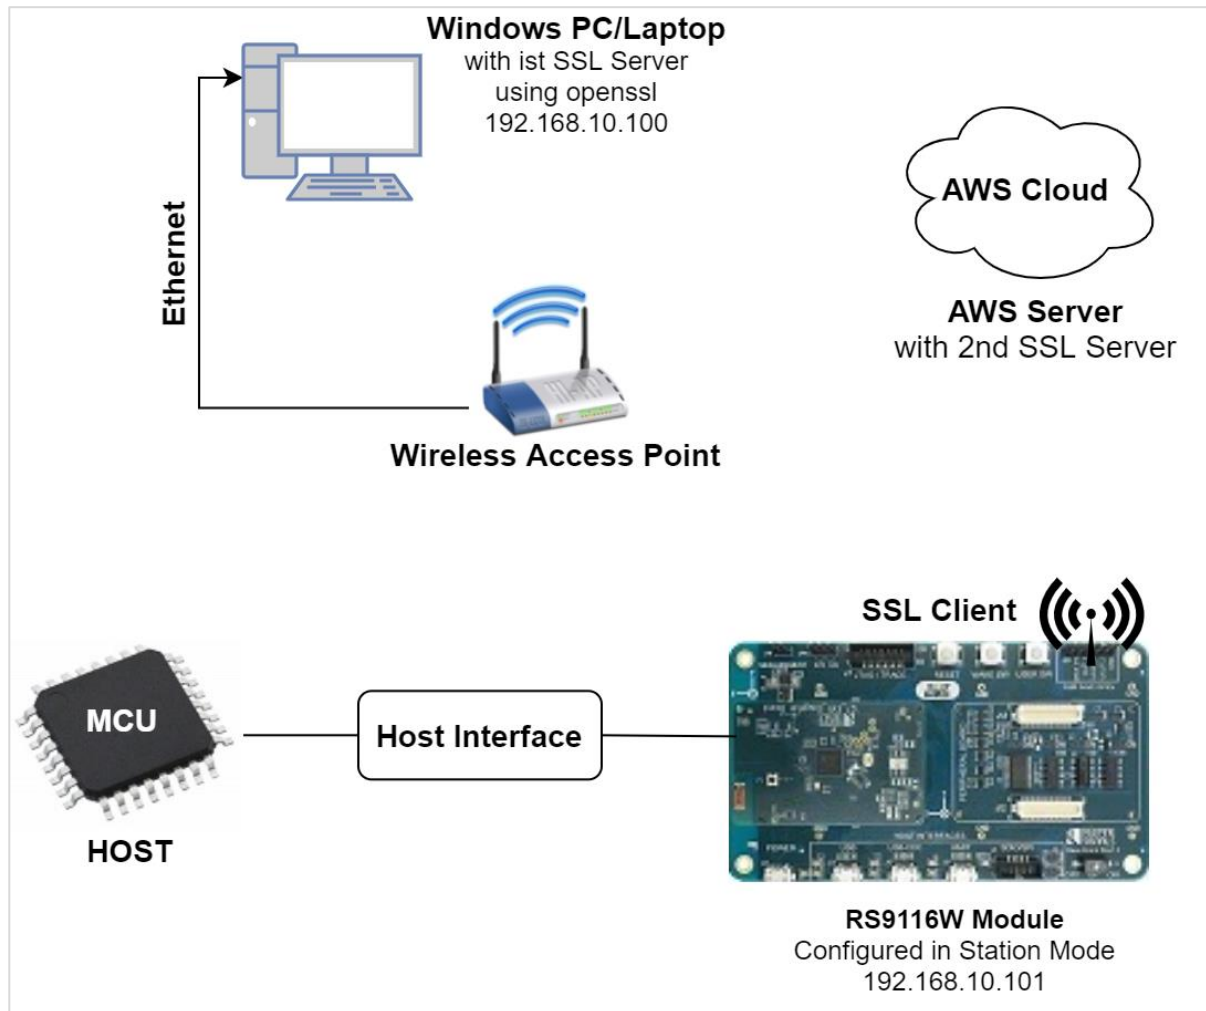 Windows PC/Laptop
with ist SSL Server
using openssl
192.168.10.100
AWS Cloud
Ethernet
AWS Server
with 2nd SSL Server
Wireless Access Point
SSL Client
MCU
Host Interface
HOST
RESET
POWER
RS9116W Module
Configured in Station Mode
192.168.10.101